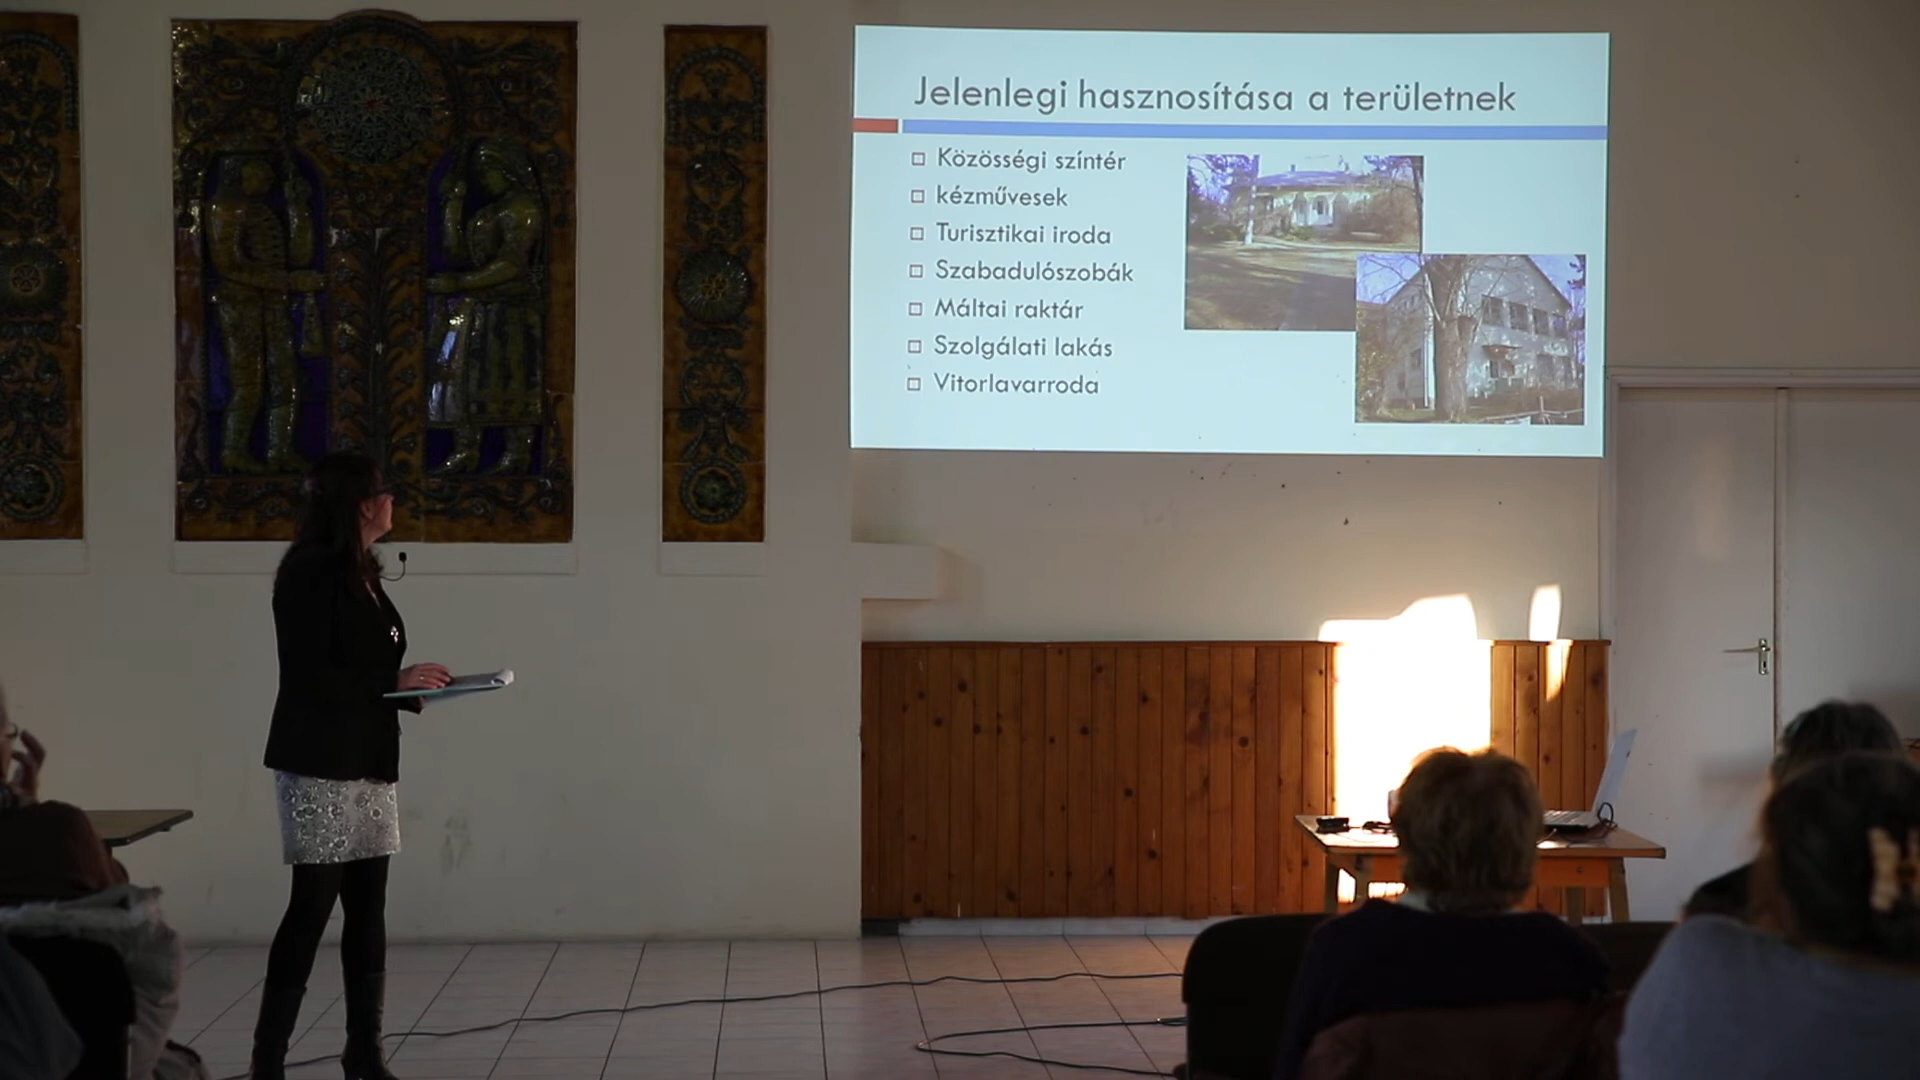 Jelenlegi hasznosítása a területnek
Közösségi színtér
kézművesek
Turisztikai iroda
Szabadulószobák
Máltai raktár
Szolgálati lakás
Vitorlavarroda